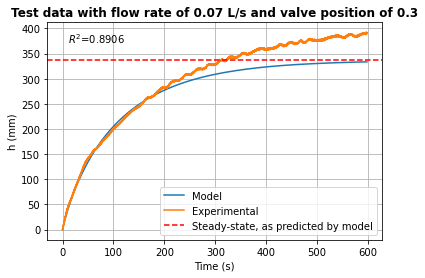 Test data with flow rate of 0.07 L/s and valve position of 0.3
R²=0.8906
400
350
300
250
200
150
100
50
0
h (mm)
0 100 200 300 400 500 600
Time (s)
Model
Experimental
Steady-state, as predicted by model